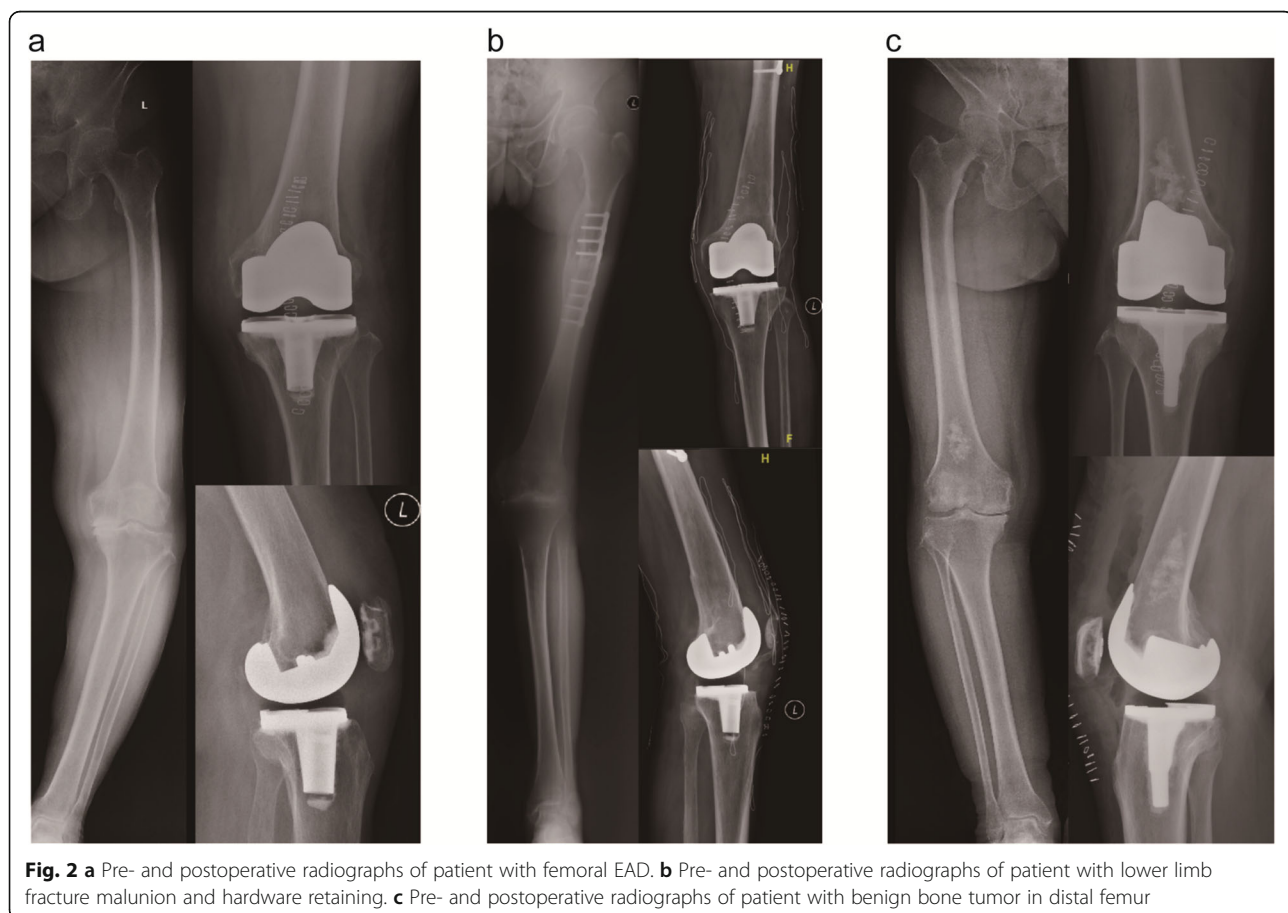 a
b
c
L
L
L
H
L
F
H
L
Fig. 2 a Pre- and postoperative radiographs of patient with femoral EAD. b Pre- and postoperative radiographs of patient with lower limb
fracture malunion and hardware retaining. c Pre- and postoperative radiographs of patient with benign bone tumor in distal femur